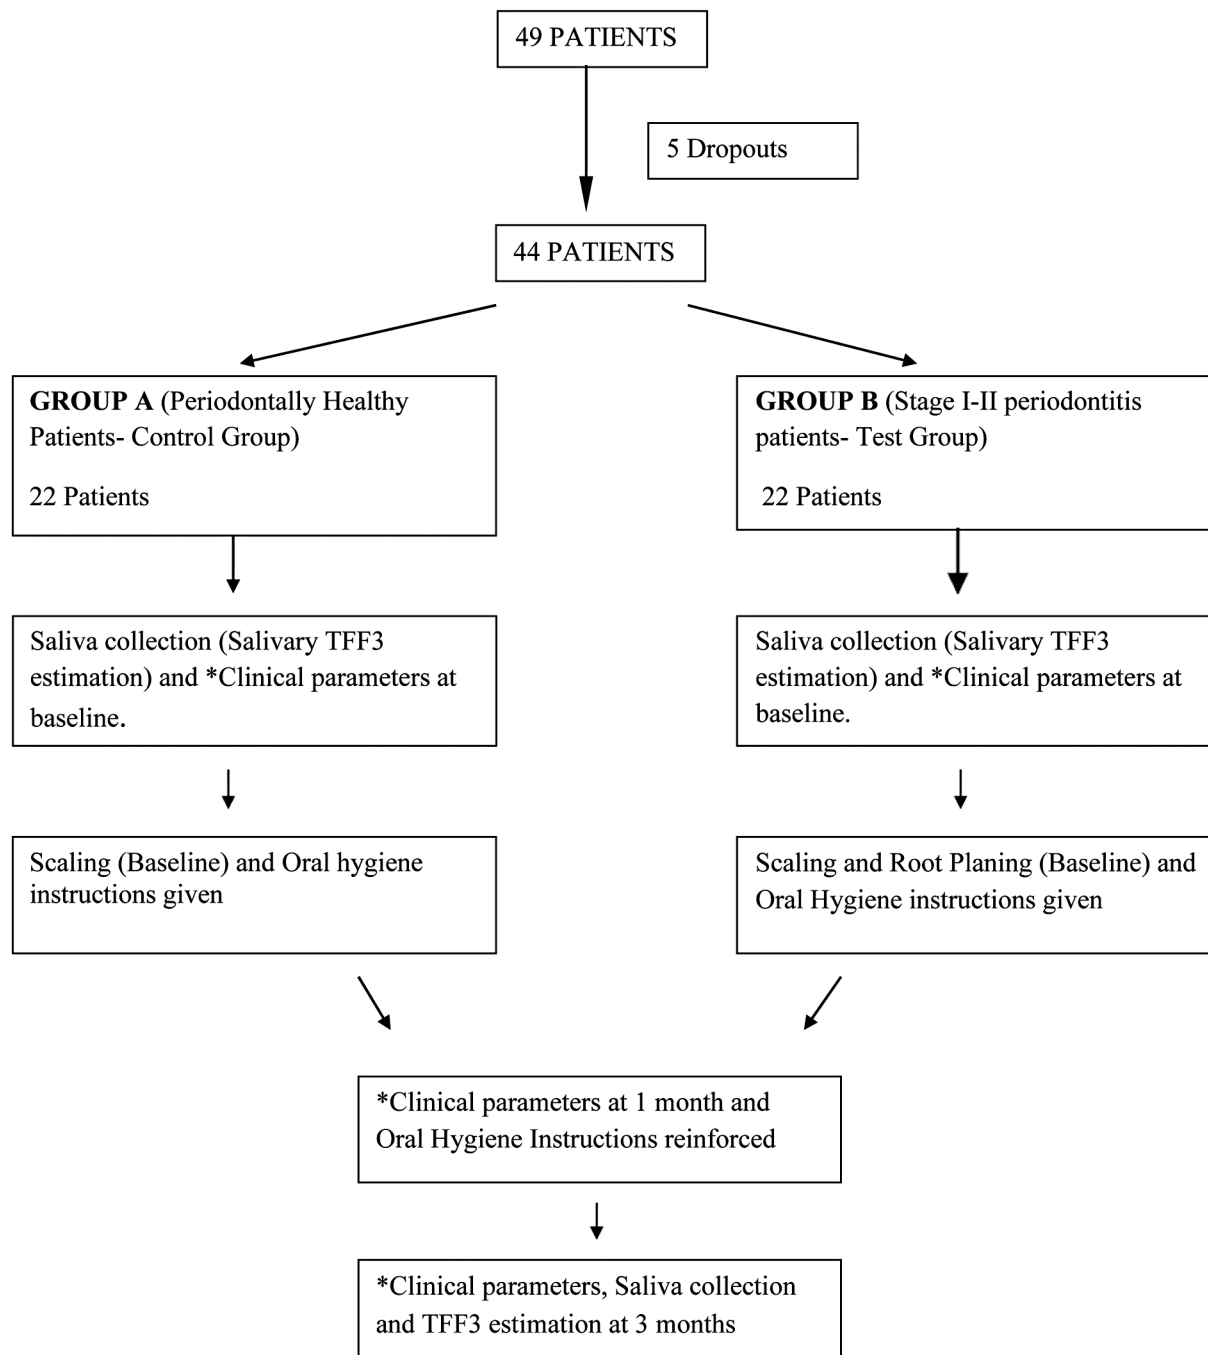 49 PATIENTS
5 Dropouts
44 PATIENTS
GROUP A (Periodontally Healthy
Patients- Control Group)
22 Patients
GROUP B (Stage I-II periodontitis
patients- Test Group)
22 Patients
Saliva collection (Salivary TFF3
estimation) and *Clinical parameters at
baseline.
Saliva collection (Salivary TFF3
estimation) and *Clinical parameters at
baseline.
Scaling (Baseline) and Oral hygiene
instructions given
Scaling and Root Planing (Baseline) and
Oral Hygiene instructions given
*Clinical parameters at 1 month and
Oral Hygiene Instructions reinforced
*Clinical parameters, Saliva collection
and TFF3 estimation at 3 months